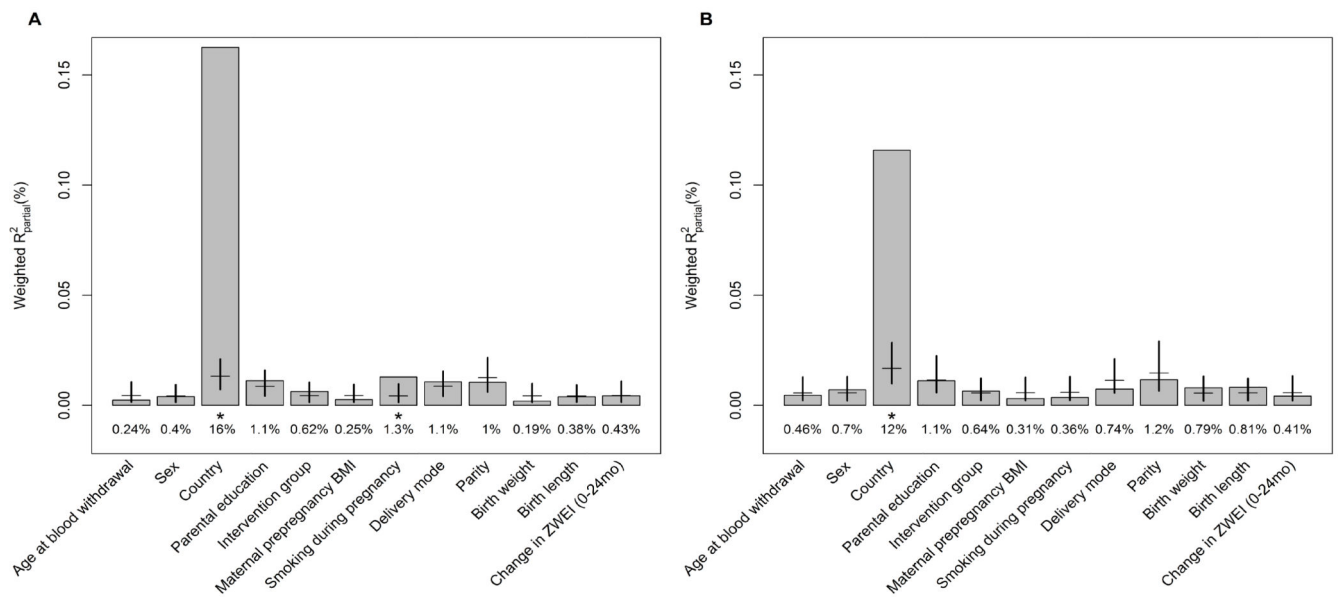 A
Weighted R²partial(%)
0.15
0.10
0.05
0.00
* *
0.24% 0.4% 16% 1.1% 0.62% 0.25% 1.3% 1.1% 1% 0.19% 0.38% 0.43%
Age at blood withdrawal
Sex
Country
Parental education
Intervention group
Maternal prepregnancy BMI
Smoking during pregnancy
Delivery mode
Parity
Birth weight
Birth length
Change in ZWEI (0-24mo)
B
Weighted R²partial(%)
0.15
0.10
0.05
0.00
*
0.46% 0.7% 12% 1.1% 0.64% 0.31% 0.36% 0.74% 1.2% 0.79% 0.81% 0.41%
Age at blood withdrawal
Sex
Country
Parental education
Intervention group
Maternal prepregnancy BMI
Smoking during pregnancy
Delivery mode
Parity
Birth weight
Birth length
Change in ZWEI (0-24mo)